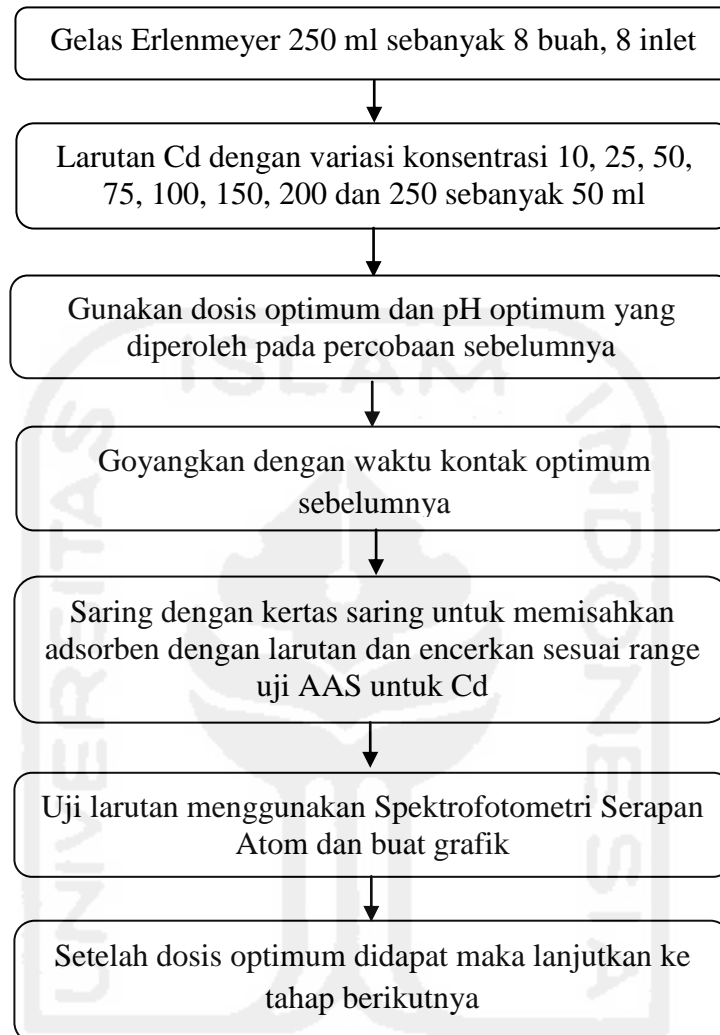 Gelas Erlenmeyer 250 ml sebanyak 8 buah, 8 inlet
Larutan Cd dengan variasi konsentrasi 10, 25, 50,
75, 100, 150, 200 dan 250 sebanyak 50 ml
Gunakan dosis optimum dan pH optimum yang
diperoleh pada percobaan sebelumnya
Goyangkan dengan waktu kontak optimum
sebelumnya
Saring dengan kertas saring untuk memisahkan
adsorben dengan larutan dan encerkan sesuai range
uji AAS untuk Cd
Uji larutan menggunakan Spektrofotometri Serapan
Atom dan buat grafik
Setelah dosis optimum didapat maka lanjutkan ke
tahap berikutnya
UNIVERSITAS
ISLAM
INDONESIA